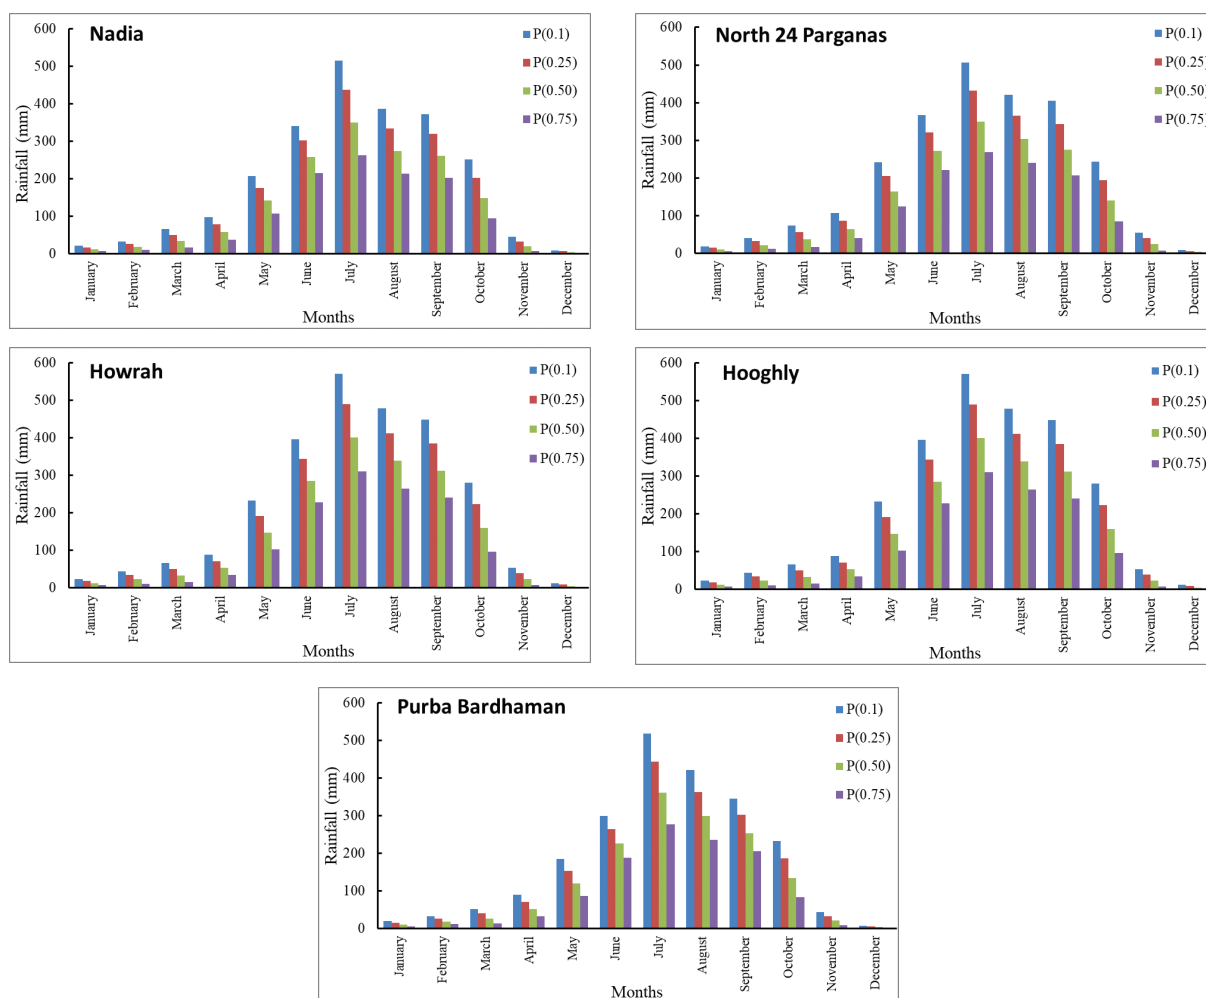 Nadia
P(0.1)
P(0.25)
P(0.50)
P(0.75)
600
500
400
300
200
100
0
Rainfall (mm)
January
February
March
April
May
June
July
August
September
October
November
December
Months
North 24 Parganas
P(0.1)
P(0.25)
P(0.50)
P(0.75)
600
500
400
300
200
100
0
Rainfall (mm)
January
February
March
April
May
June
July
August
September
October
November
December
Months
Howrah
P(0.1)
P(0.25)
P(0.50)
P(0.75)
600
500
400
300
200
100
0
Rainfall (mm)
January
February
March
April
May
June
July
August
September
October
November
December
Months
Hooghly
P(0.1)
P(0.25)
P(0.50)
P(0.75)
600
500
400
300
200
100
0
Rainfall (mm)
January
February
March
April
May
June
July
August
September
October
November
December
Months
Purba Bardhaman
P(0.1)
P(0.25)
P(0.50)
P(0.75)
600
500
400
300
200
100
0
Rainfall (mm)
January
February
March
April
May
June
July
August
September
October
November
December
Months